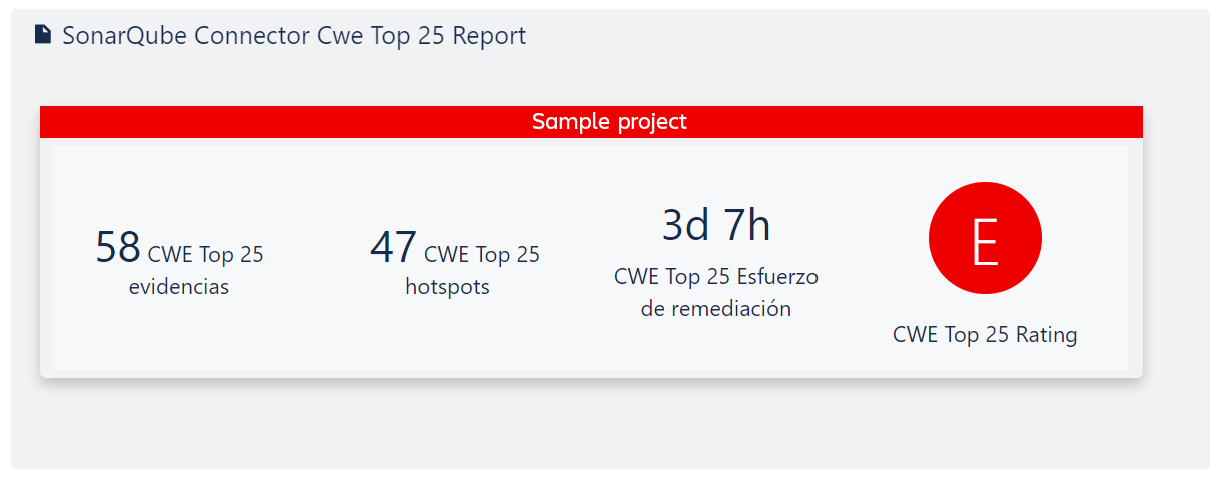 SonarQube Connector Cwe Top 25 Report
Sample project
58 CWE Top 25
evidencias
47 CWE Top 25
hotspots
3d 7h
CWE Top 25 Esfuerzo
de remediación
E
CWE Top 25 Rating